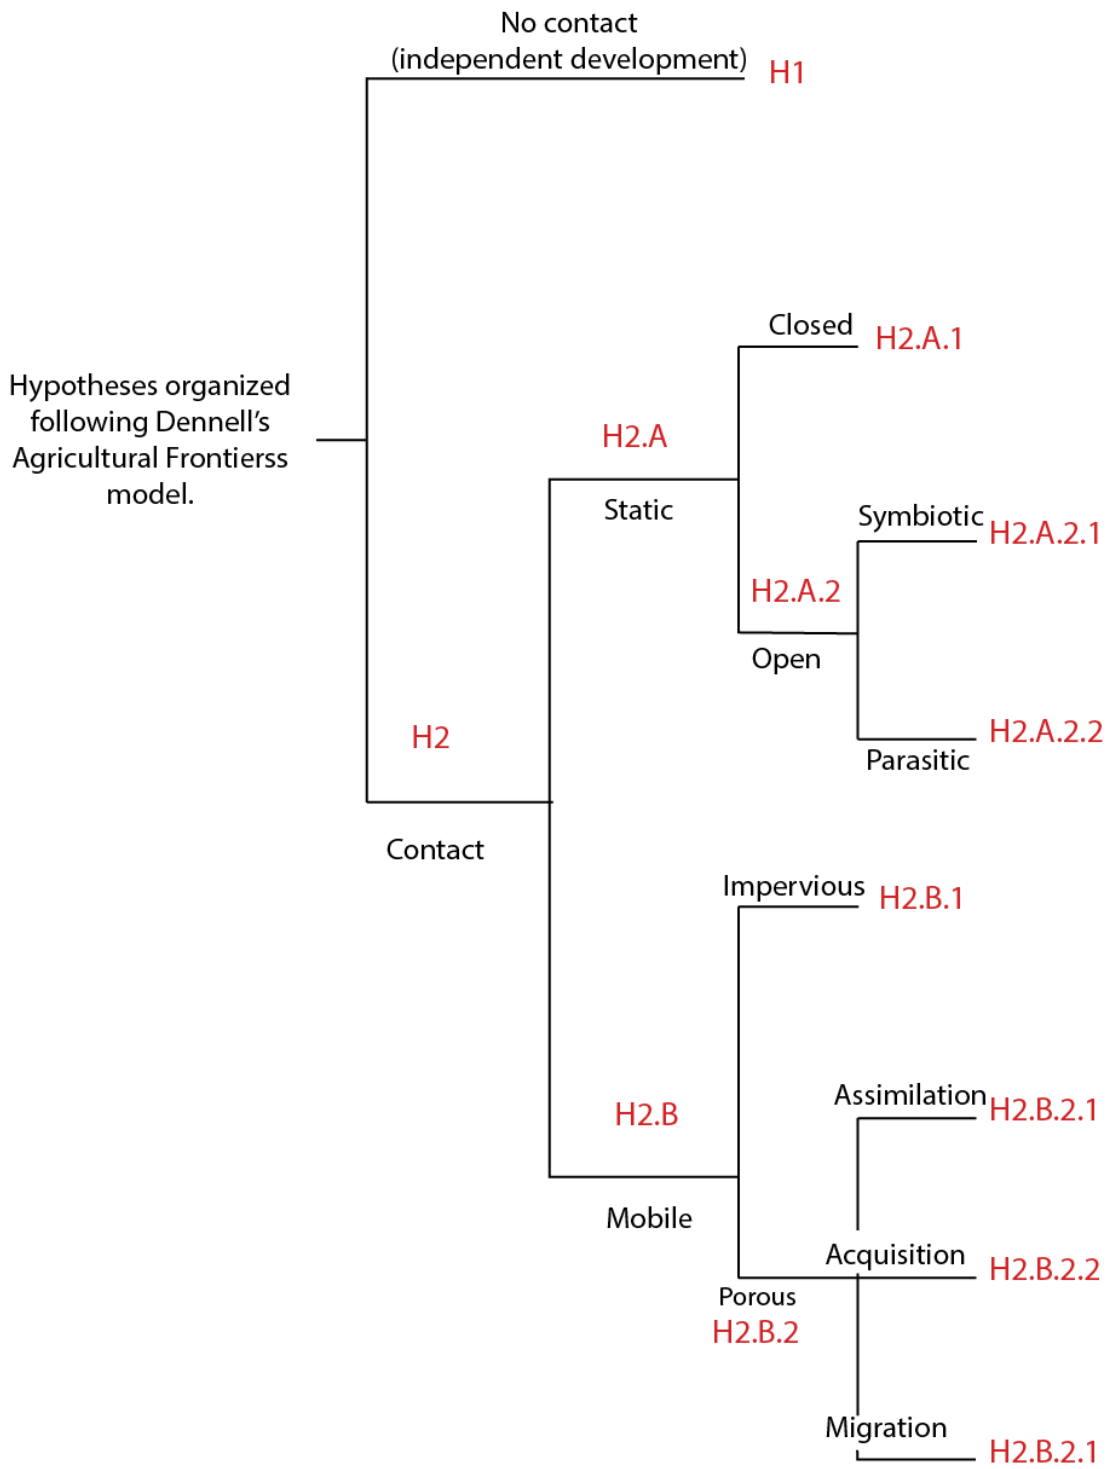 No contact
(independent development)
H1
Closed
H2.A.1
Hypotheses organized
following Dennell's
Agricultural Frontierss
model.
H2.A
Static
Symbiotic
H2.A.2.1
H2.A.2
Open
H2.A.2.2
Parasitic
H2
Contact
Impervious
H2.B.1
Assimilation
H2.B.2.1
H2.B
Mobile
Acquisition
H2.B.2.2
Porous
H2.B.2
Migration
H2.B.2.1